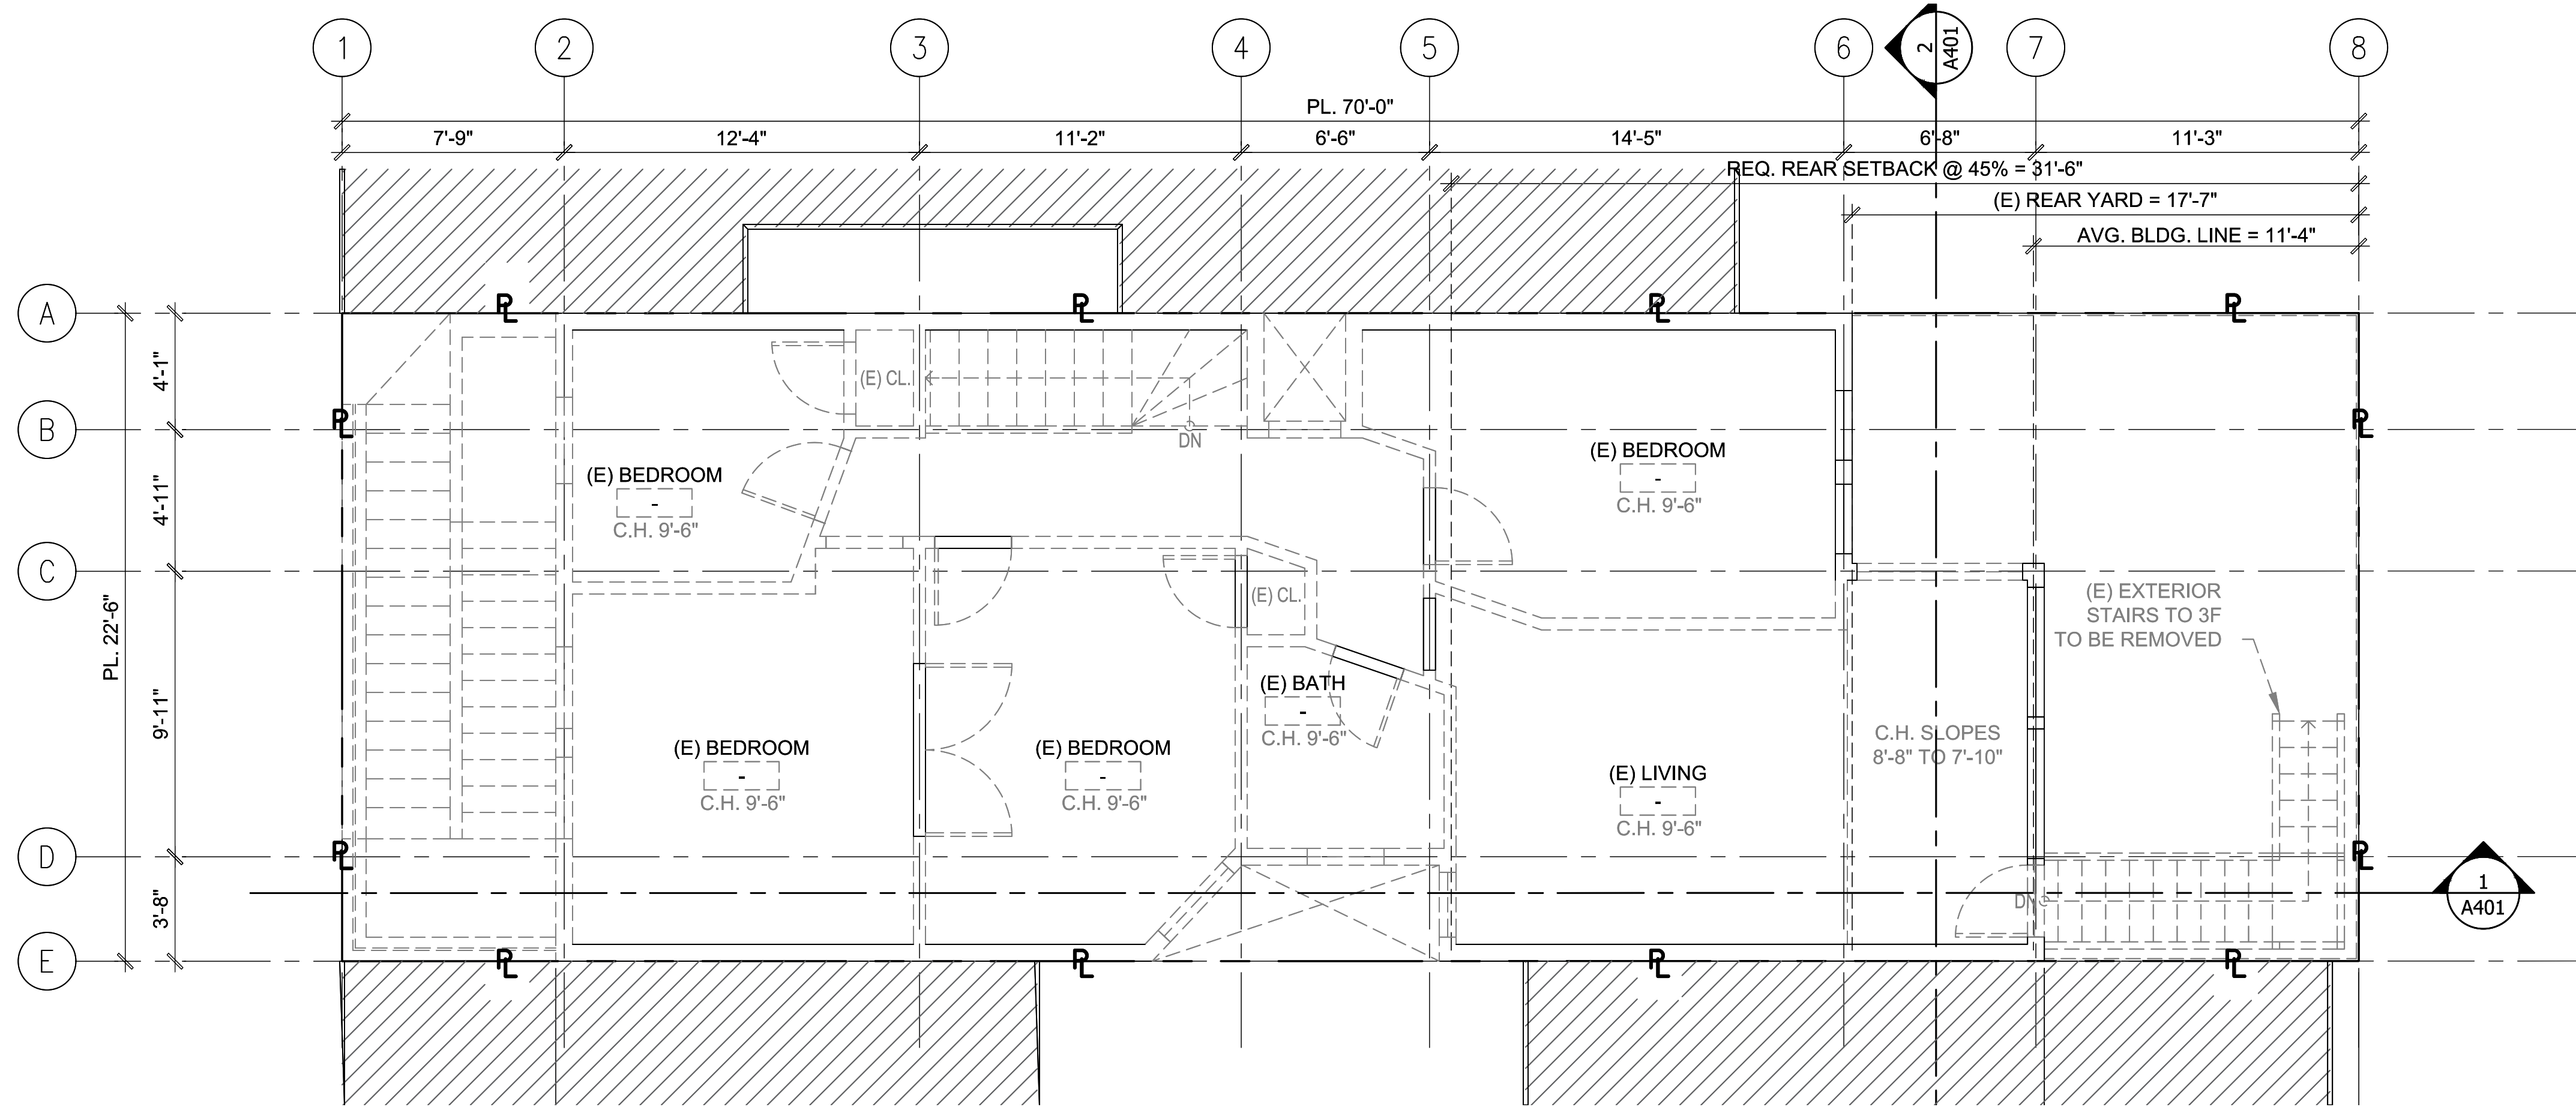 1 2 3 4 5 6 7 8
2
A401
PL. 70'-0"
7'-9" 12'-4" 11'-2" 6'-6" 14'-5" 6'-8" 11'-3"
REQ. REAR SETBACK @ 45% = 31'-6"
(E) REAR YARD = 17'-7"
AVG. BLDG. LINE = 11'-4"
A
B
C
D
E
PL. 22'-6"
4'-1"
4'-11"
9'-11"
3'-8"
PL PL PL PL
PL PL
(E) CL.
DN
(E) BEDROOM
-
C.H. 9'-6"
(E) BEDROOM
-
C.H. 9'-6"
(E) CL.
(E) EXTERIOR
STAIRS TO 3F
TO BE REMOVED
(E) BATH
-
C.H. 9'-6"
(E) BEDROOM
-
C.H. 9'-6"
(E) BEDROOM
-
C.H. 9'-6"
(E) LIVING
-
C.H. 9'-6"
C.H. SLOPES
8'-8" TO 7'-10"
PL PL
DN
1
A401
PL PL PL PL